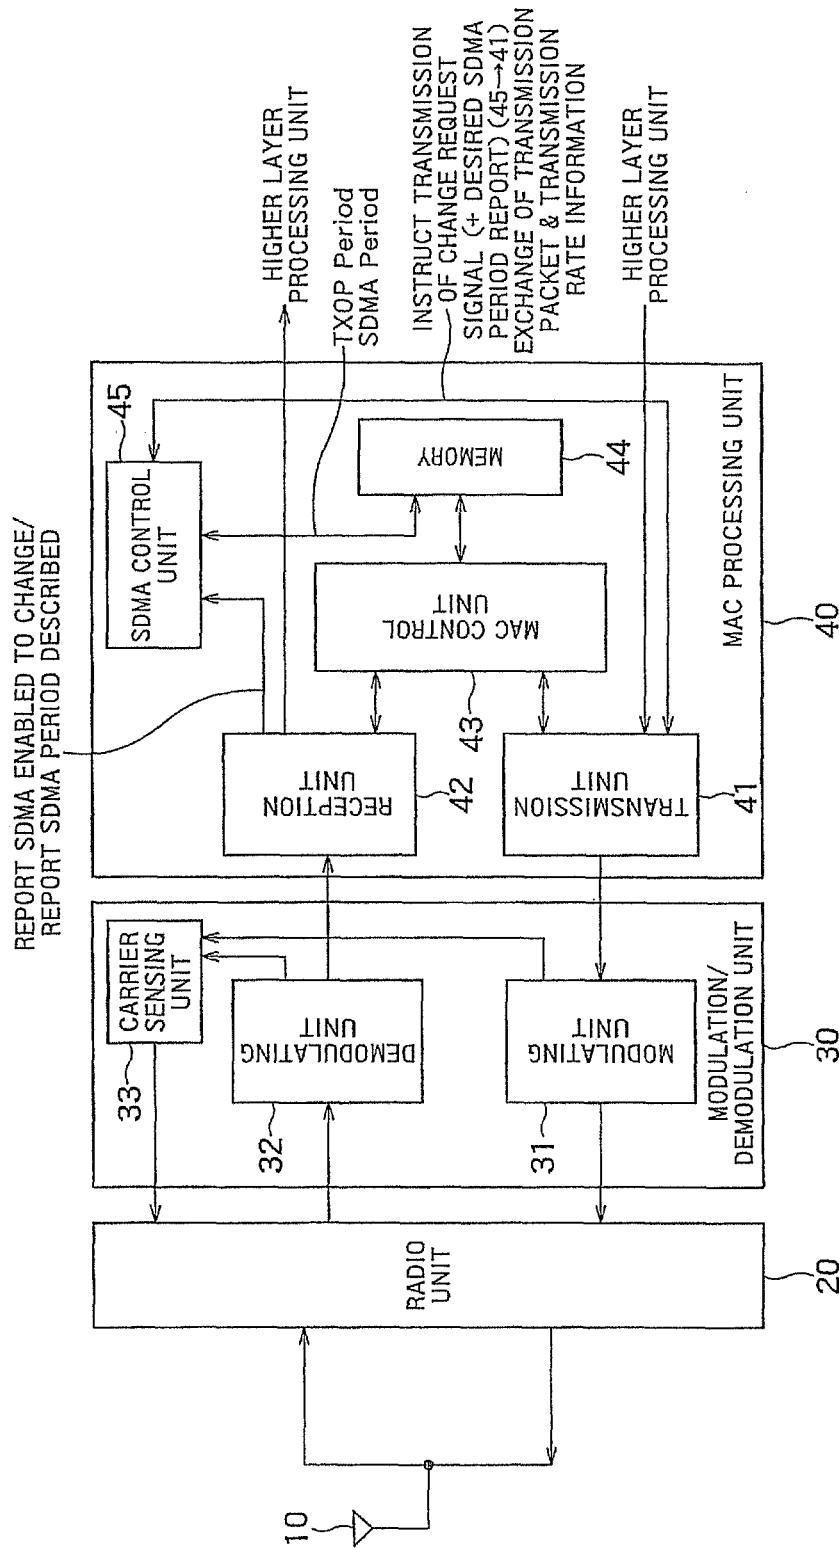 REPORT SDMA ENABLED TO CHANGE/
REPORT SDMA PERIOD DESCRIBED
10
RADIO
UNIT
20
33
CARRIER
SENSING
UNIT
32
DEMODULATING
UNIT
31
MODULATING
UNIT
MODULATION/
DEMODULATION UNIT
30
45
SDMA CONTROL
UNIT
RECEPTION
UNIT
42
TRANSMISSION
UNIT
41
MAC CONTROL
UNIT
43
MEMORY
44
MAC PROCESSING UNIT
40
HIGHER LAYER
PROCESSING UNIT
TXOP Period
SDMA Period
INSTRUCT TRANSMISSION
OF CHANGE REQUEST
SIGNAL (+ DESIRED SDMA
PERIOD REPORT) (45→41)
EXCHANGE OF TRANSMISSION
PACKET & TRANSMISSION
RATE INFORMATION
HIGHER LAYER
PROCESSING UNIT